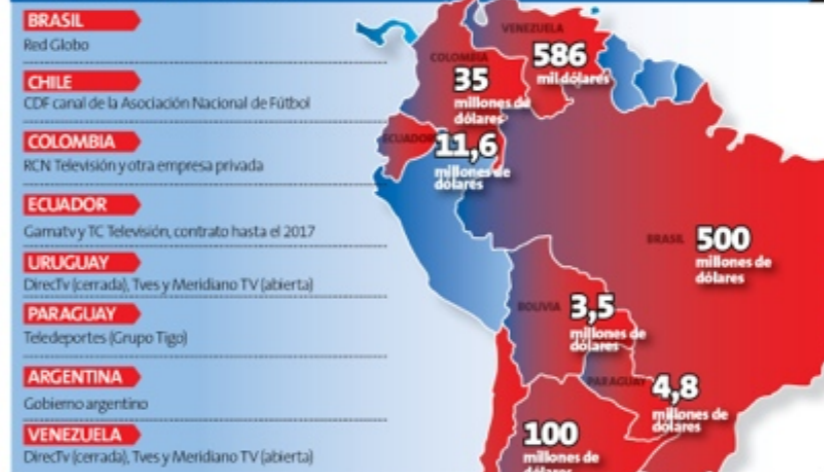 BRASIL
Red Globo
CHILE
CDF canal de la Asociación Nacional de Fútbol
COLOMBIA
RCN Televisión y otra empresa privada
ECUADOR
Gamatv y TC Televisión, contrato hasta el 2017
URUGUAY
DirecTv (cerrada), Tves y Meridiano TV (abierta)
PARAGUAY
Teledeportes (Grupo Tigo)
ARGENTINA
Gobierno argentino
VENEZUELA
DirecTv (cerrada), Tves y Meridiano TV (abierta)
VENEZUELA
586
mil dólares
COLOMBIA
35
millones de
dólares
ECUADOR
11,6
millones de
dólares
BRASIL
500
millones de
dólares
BOLIVIA
3,5
millones de
dólares
PARAGUAY
4,8
millones de
dólares
100
millones de
dólares